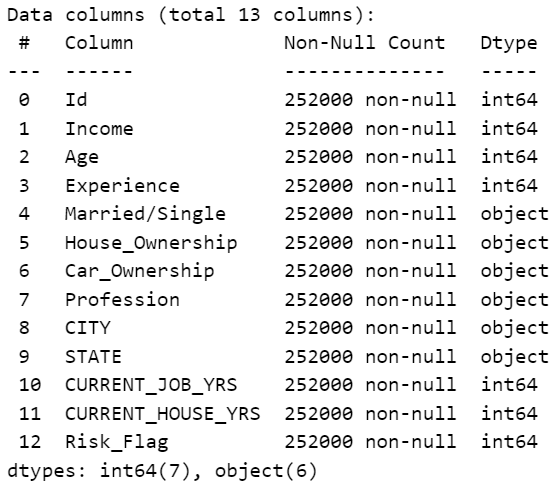 Data columns (total 13 columns):
 #   Column             Non-Null Count   Dtype
---  ------             --------------   -----
 0   Id                 252000 non-null  int64
 1   Income             252000 non-null  int64
 2   Age                252000 non-null  int64
 3   Experience         252000 non-null  int64
 4   Married/Single     252000 non-null  object
 5   House_Ownership    252000 non-null  object
 6   Car_Ownership      252000 non-null  object
 7   Profession         252000 non-null  object
 8   CITY               252000 non-null  object
 9   STATE              252000 non-null  object
 10  CURRENT_JOB_YRS    252000 non-null  int64
 11  CURRENT_HOUSE_YRS  252000 non-null  int64
 12  Risk_Flag          252000 non-null  int64
dtypes: int64(7), object(6)